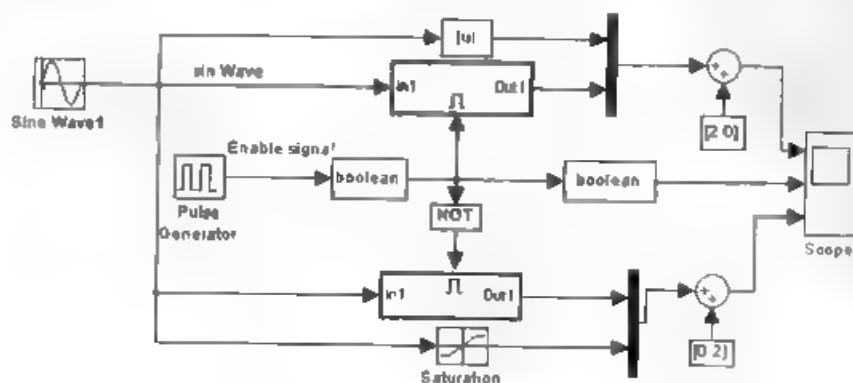 |u|
sin Wave
In1
Out1
Sine Wave1
[2 0]
Enable signal
boolean
boolean
Pulse
Generator
NOT
Scope
In1
Out1
[0 2]
Saturation